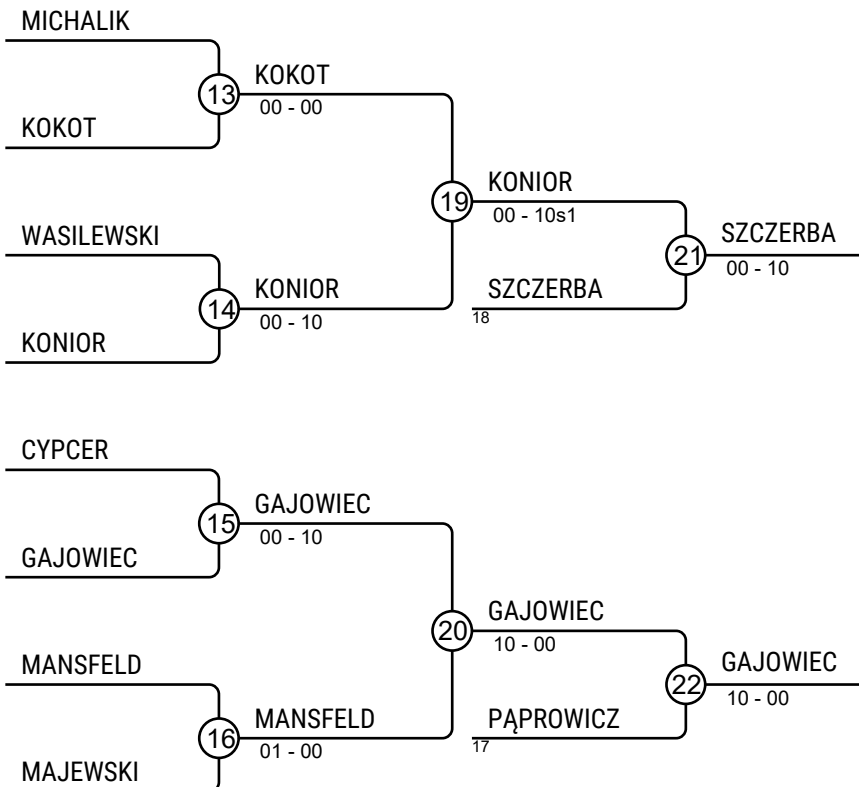 MICHALIK
13
KOKOT
00 - 00
KOKOT
19
KONIOR
00 - 10s1
WASILEWSKI
21
SZCZERBA
00 - 10
14
KONIOR
00 - 10
SZCZERBA
18
KONIOR
CYPCER
15
GAJOWIEC
00 - 10
GAJOWIEC
20
GAJOWIEC
10 - 00
MANSFELD
22
GAJOWIEC
10 - 00
16
MANSFELD
01 - 00
PĄPROWICZ
17
MAJEWSKI